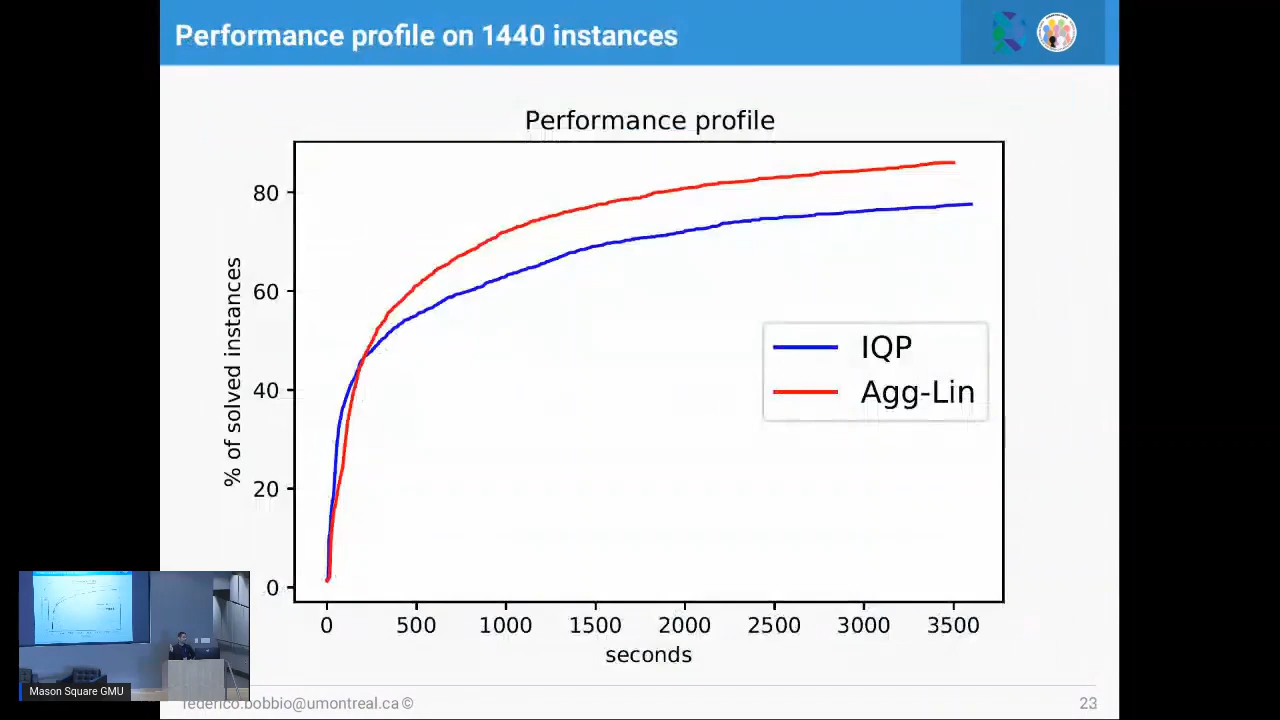 Performance profile on 1440 instances
Performance profile
% of solved instances
80
60
40
20
0
IQP
Agg-Lin
0 500 1000 1500 2000 2500 3000 3500
seconds
Mason Square GMU
federico.bobbio@umontreal.ca©
23